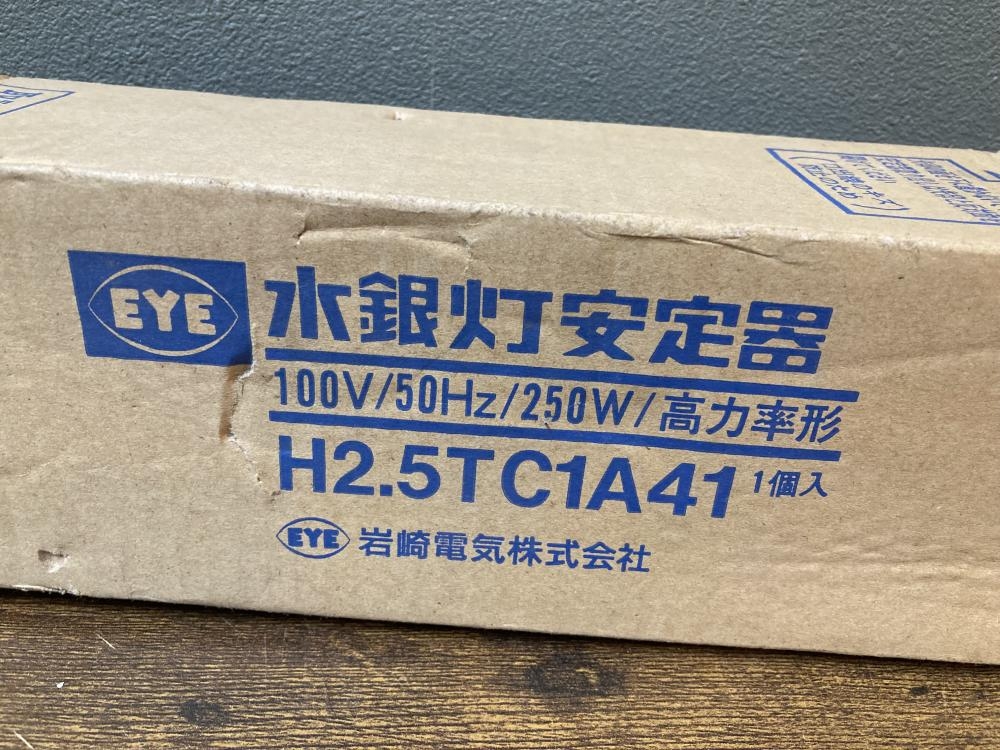 EYE
水銀灯安定器
100V/50Hz/250W/高力率形
H2.5TC1A41 1個入
EYE 岩崎電気株式会社